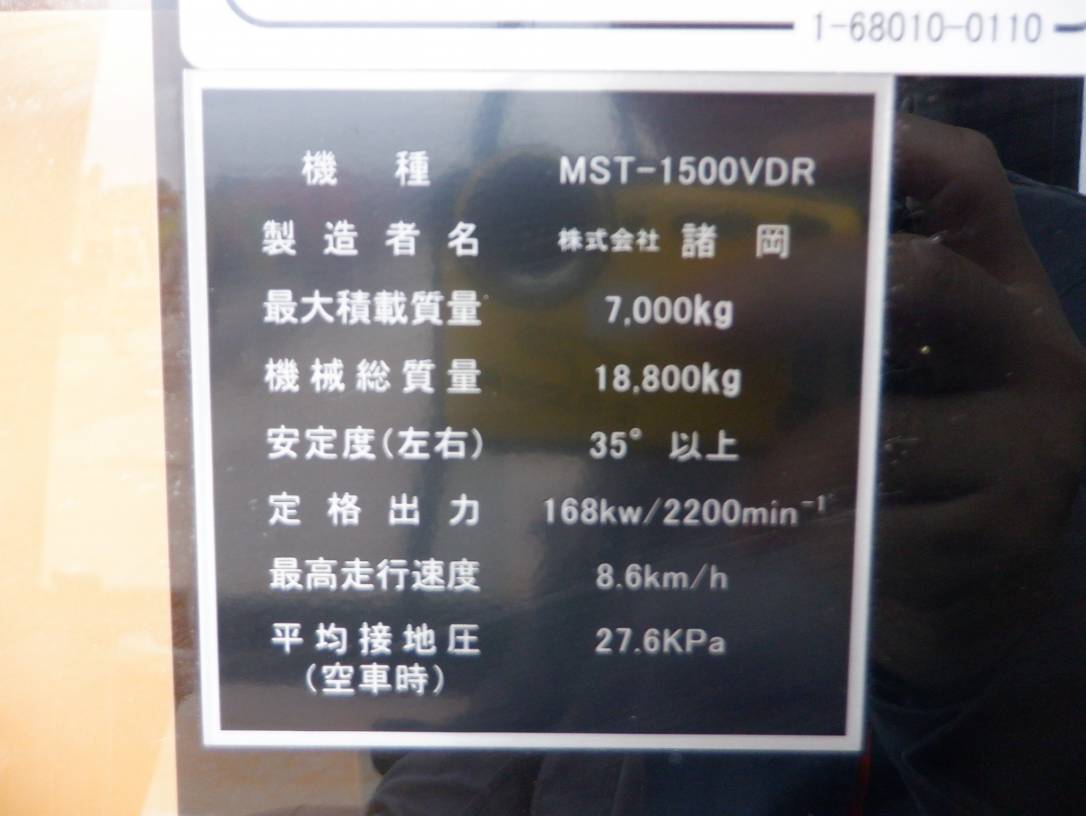 1-68010-0110
機種 MST-1500VDR
製造者名 株式会社 諸岡
最大積載質量 7,000kg
機械総質量 18,800kg
安定度(左右) 35° 以上
定格出力 168kw/2200min⁻¹
最高走行速度 8.6km/h
平均接地圧 27.6KPa
(空車時)